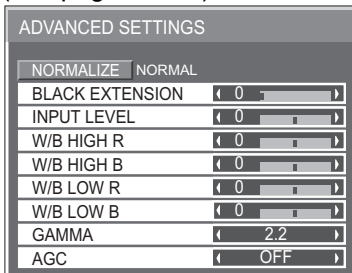 ADVANCED SETTINGS
NORMALIZE NORMAL
BLACK EXTENSION 0
INPUT LEVEL 0
W/B HIGH R 0
W/B HIGH B 0
W/B LOW R 0
W/B LOW B 0
GAMMA 2.2
AGC OFF